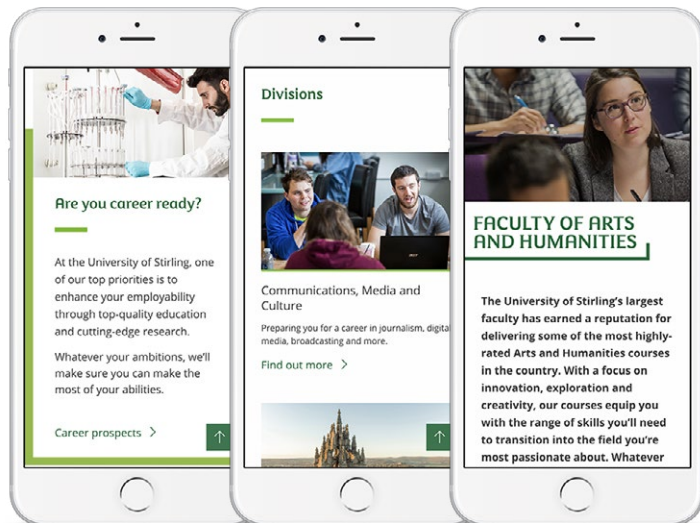 Are you career ready?
At the University of Stirling, one
of our top priorities is to
enhance your employability
through top-quality education
and cutting-edge research.
Whatever your ambitions, we'll
make sure you can make the
most of your abilities.
Career prospects
Divisions
Communications, Media and
Culture
Preparing you for a career in journalism, digital
media, broadcasting and more.
Find out more
FACULTY OF ARTS
AND HUMANITIES
The University of Stirling's largest
faculty has earned a reputation for
delivering some of the most highly-
rated Arts and Humanities courses
in the country. With a focus on
innovation, exploration and
creativity, our courses equip you
with the range of skills you'll need
to transition into the field you're
most passionate about. Whatever